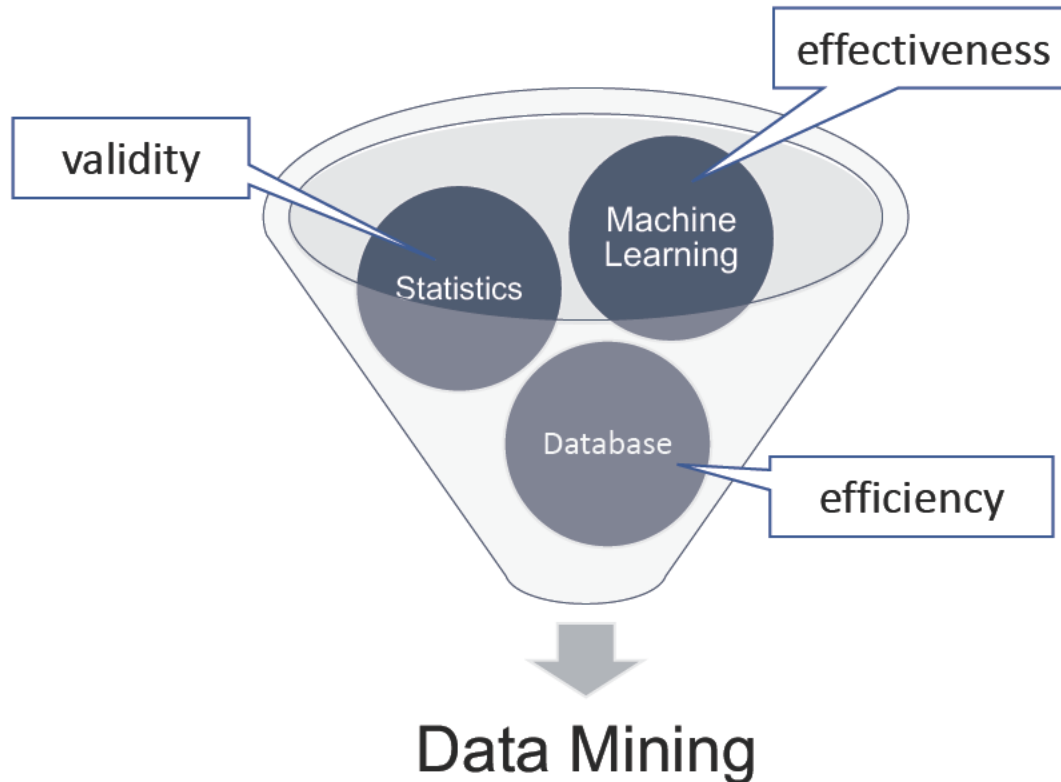 effectiveness
validity
Machine
Learning
Statistics
Database
efficiency
Data Mining